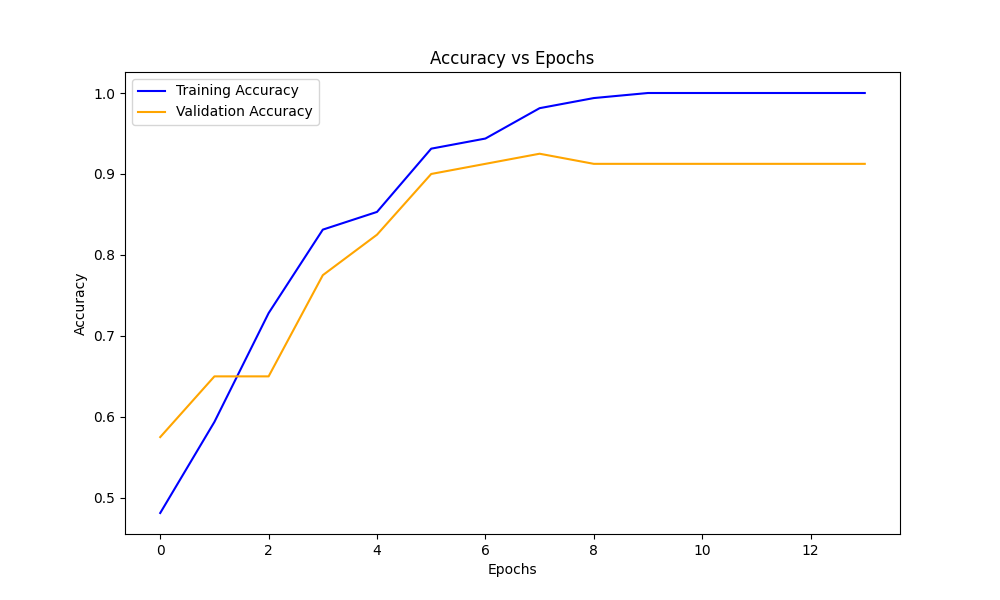 Accuracy vs Epochs
Training Accuracy
Validation Accuracy
1.0
0.9
0.8
0.7
0.6
0.5
Accuracy
0 2 4 6 8 10 12
Epochs